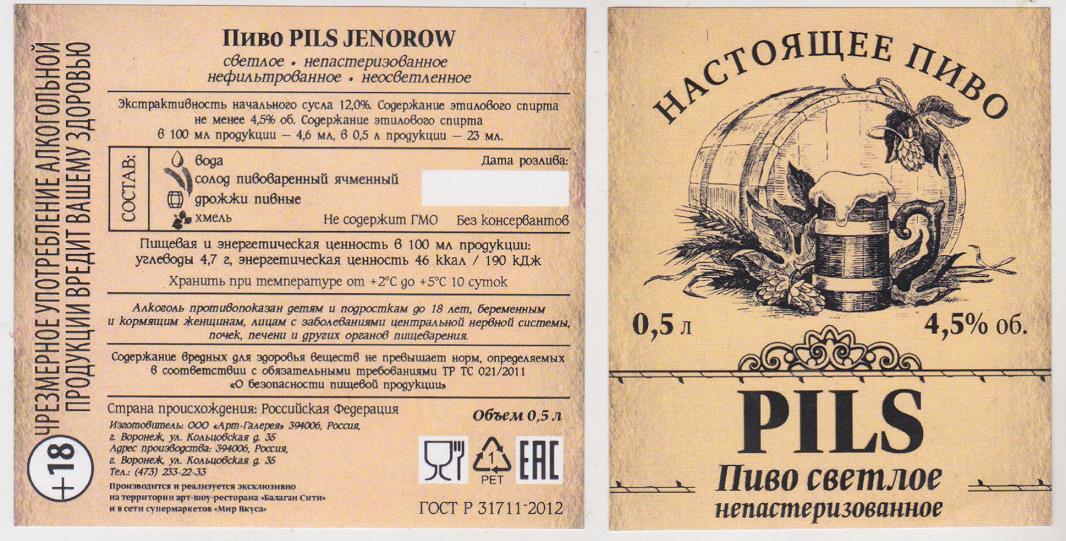 ЧРЕЗМЕРНОЕ УПОТРЕБЛЕНИЕ АЛКОГОЛЬНОЙ
ПРОДУКЦИИ ВРЕДИТ ВАШЕМУ ЗДОРОВЬЮ
+18
Пиво PILS JENOROW
светлое • непастеризованное
нефильтрованное • неосветленное
Экстрактивность начального сусла 12,0%. Содержание этилового спирта
не менее 4,5% об. Содержание этилового спирта
в 100 мл продукции – 4,6 мл, в 0,5 л продукции – 23 мл.
СОСТАВ:
вода
солод пивоваренный ячменный
дрожжи пивные
хмель
Дата розлива:
Не содержит ГМО Без консервантов
Пищевая и энергетическая ценность в 100 мл продукции:
углеводы 4,7 г, энергетическая ценность 46 ккал / 190 кДж
Хранить при температуре от +2°С до +5°С 10 суток
Алкоголь противопоказан детям и подросткам до 18 лет, беременным
и кормящим женщинам, лицам с заболеваниями центральной нервной системы,
почек, печени и других органов пищеварения.
Содержание вредных для здоровья веществ не превышает норм, определяемых
в соответствии с обязательными требованиями ТР ТС 021/2011
«О безопасности пищевой продукции»
Страна происхождения: Российская Федерация
Изготовитель: ООО «Арт-Галерея» 394006, Россия,
г. Воронеж, ул. Кольцовская д. 35
Адрес производства: 394006, Россия,
г. Воронеж, ул. Кольцовская д. 35
Тел.: (473) 233-22-33
Производится и реализуется эксклюзивно
на территории арт-шоу-ресторана «Балаган Сити»
и в сети супермаркетов «Мир Вкуса»
Объем 0,5 л
1
PET
EAC
ГОСТ Р 31711-2012
НАСТОЯЩЕЕ ПИВО
0,5 л
4,5% об.
PILS
Пиво светлое
непастеризованное